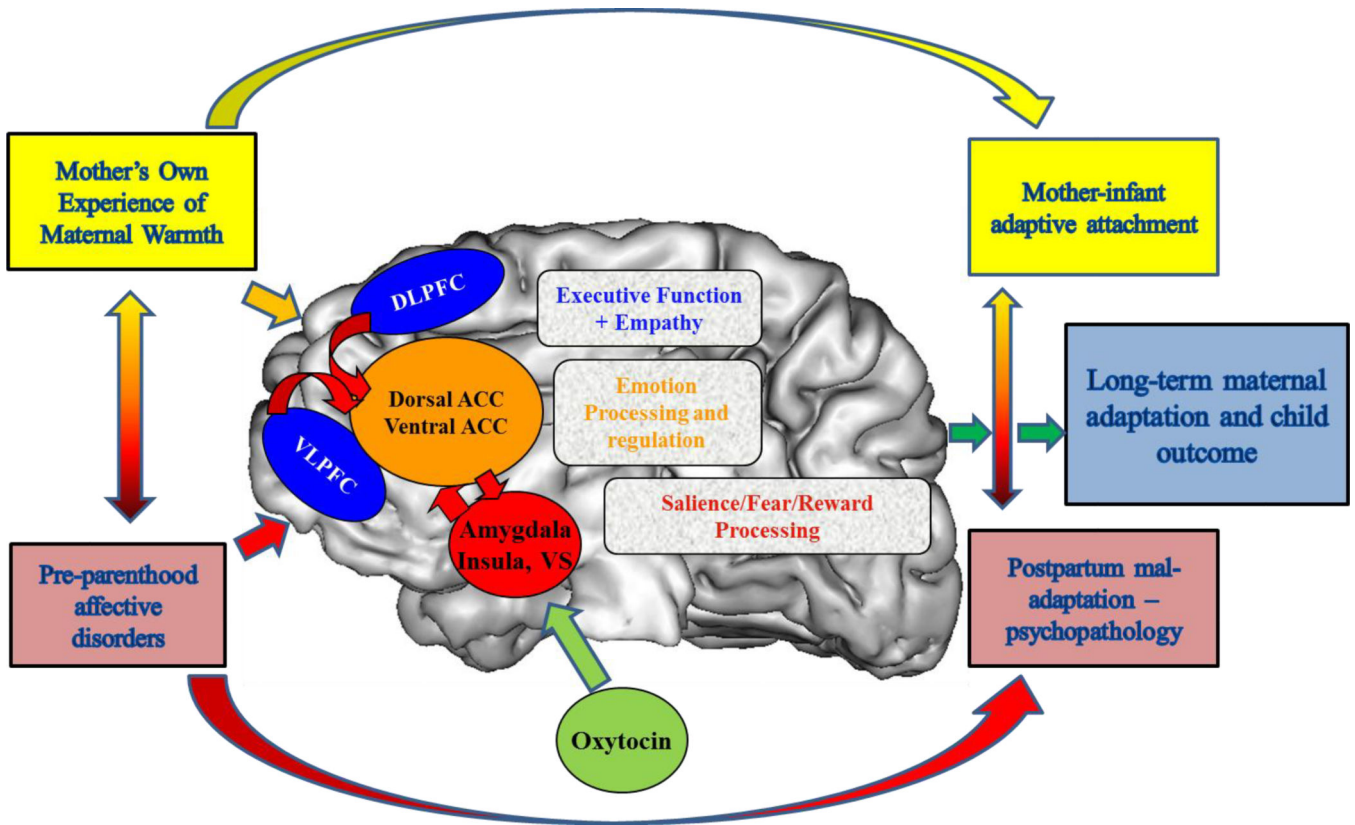 Mother's Own
Experience of
Maternal Warmth
Mother-infant
adaptive attachment
DLPFC
Executive Function
+ Empathy
Dorsal ACC
Ventral ACC
Emotion
Processing and
regulation
Long-term maternal
adaptation and child
outcome
VLPFC
Salience/Fear/Reward
Processing
Amygdala
Insula, VS
Pre-parenthood
affective
disorders
Postpartum mal-
adaptation –
psychopathology
Oxytocin